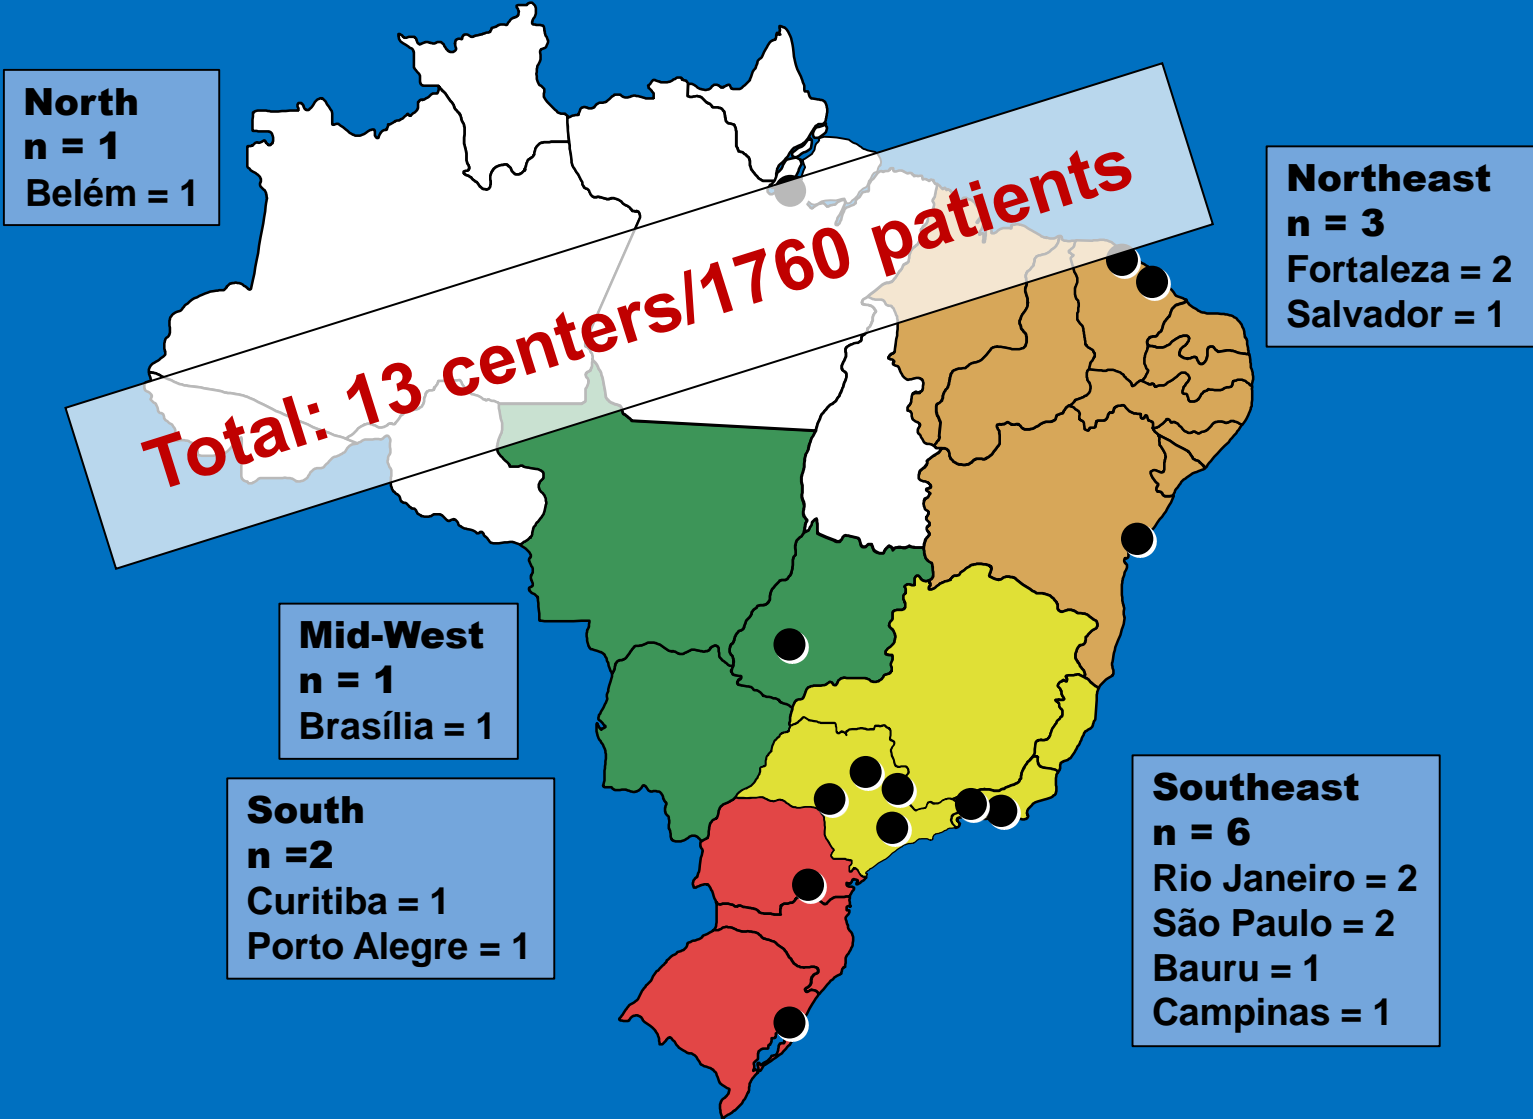 North
n = 1
Belém = 1
Total: 13 centers/1760 patients
Northeast
n = 3
Fortaleza = 2
Salvador = 1
Mid-West
n = 1
Brasília = 1
South
n =2
Curitiba = 1
Porto Alegre = 1
Southeast
n = 6
Rio Janeiro = 2
São Paulo = 2
Bauru = 1
Campinas = 1